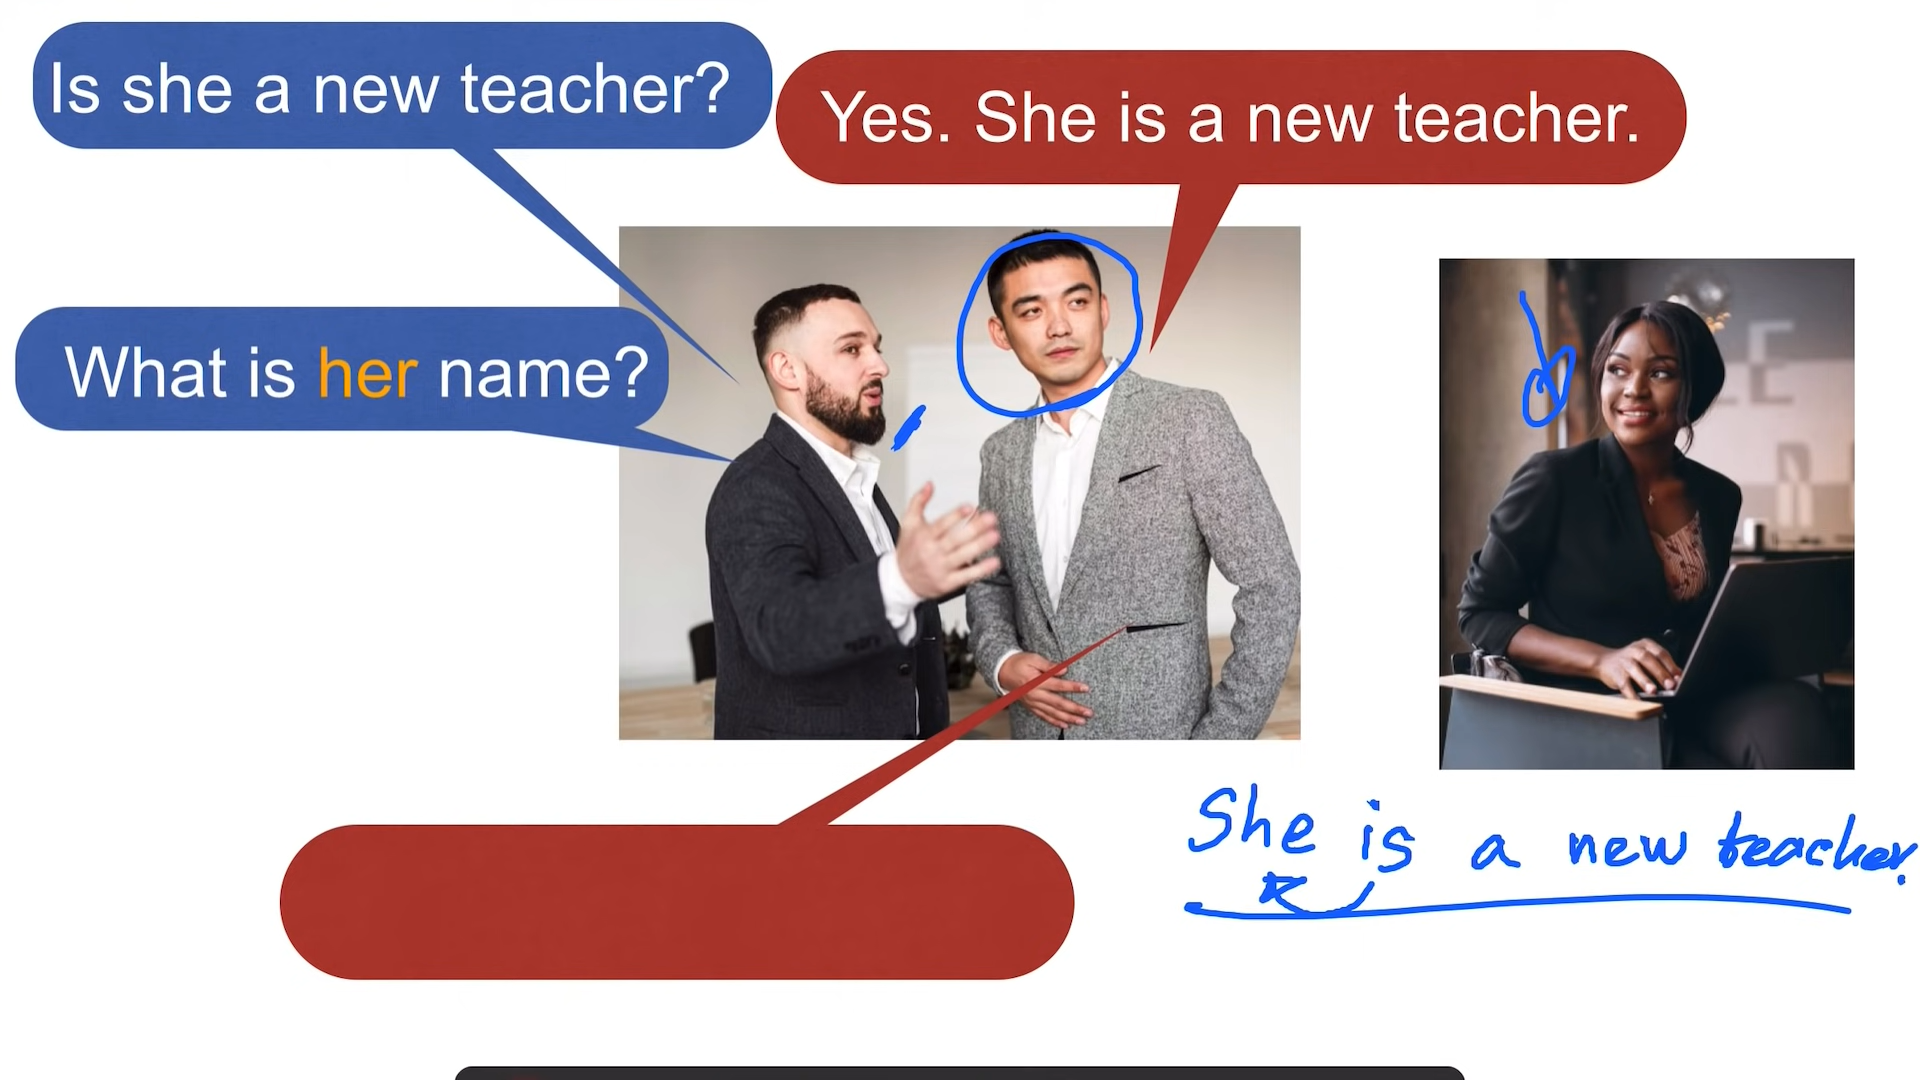 Is she a new teacher?
Yes. She is a new teacher.
What is her name?
She is a new teacher.